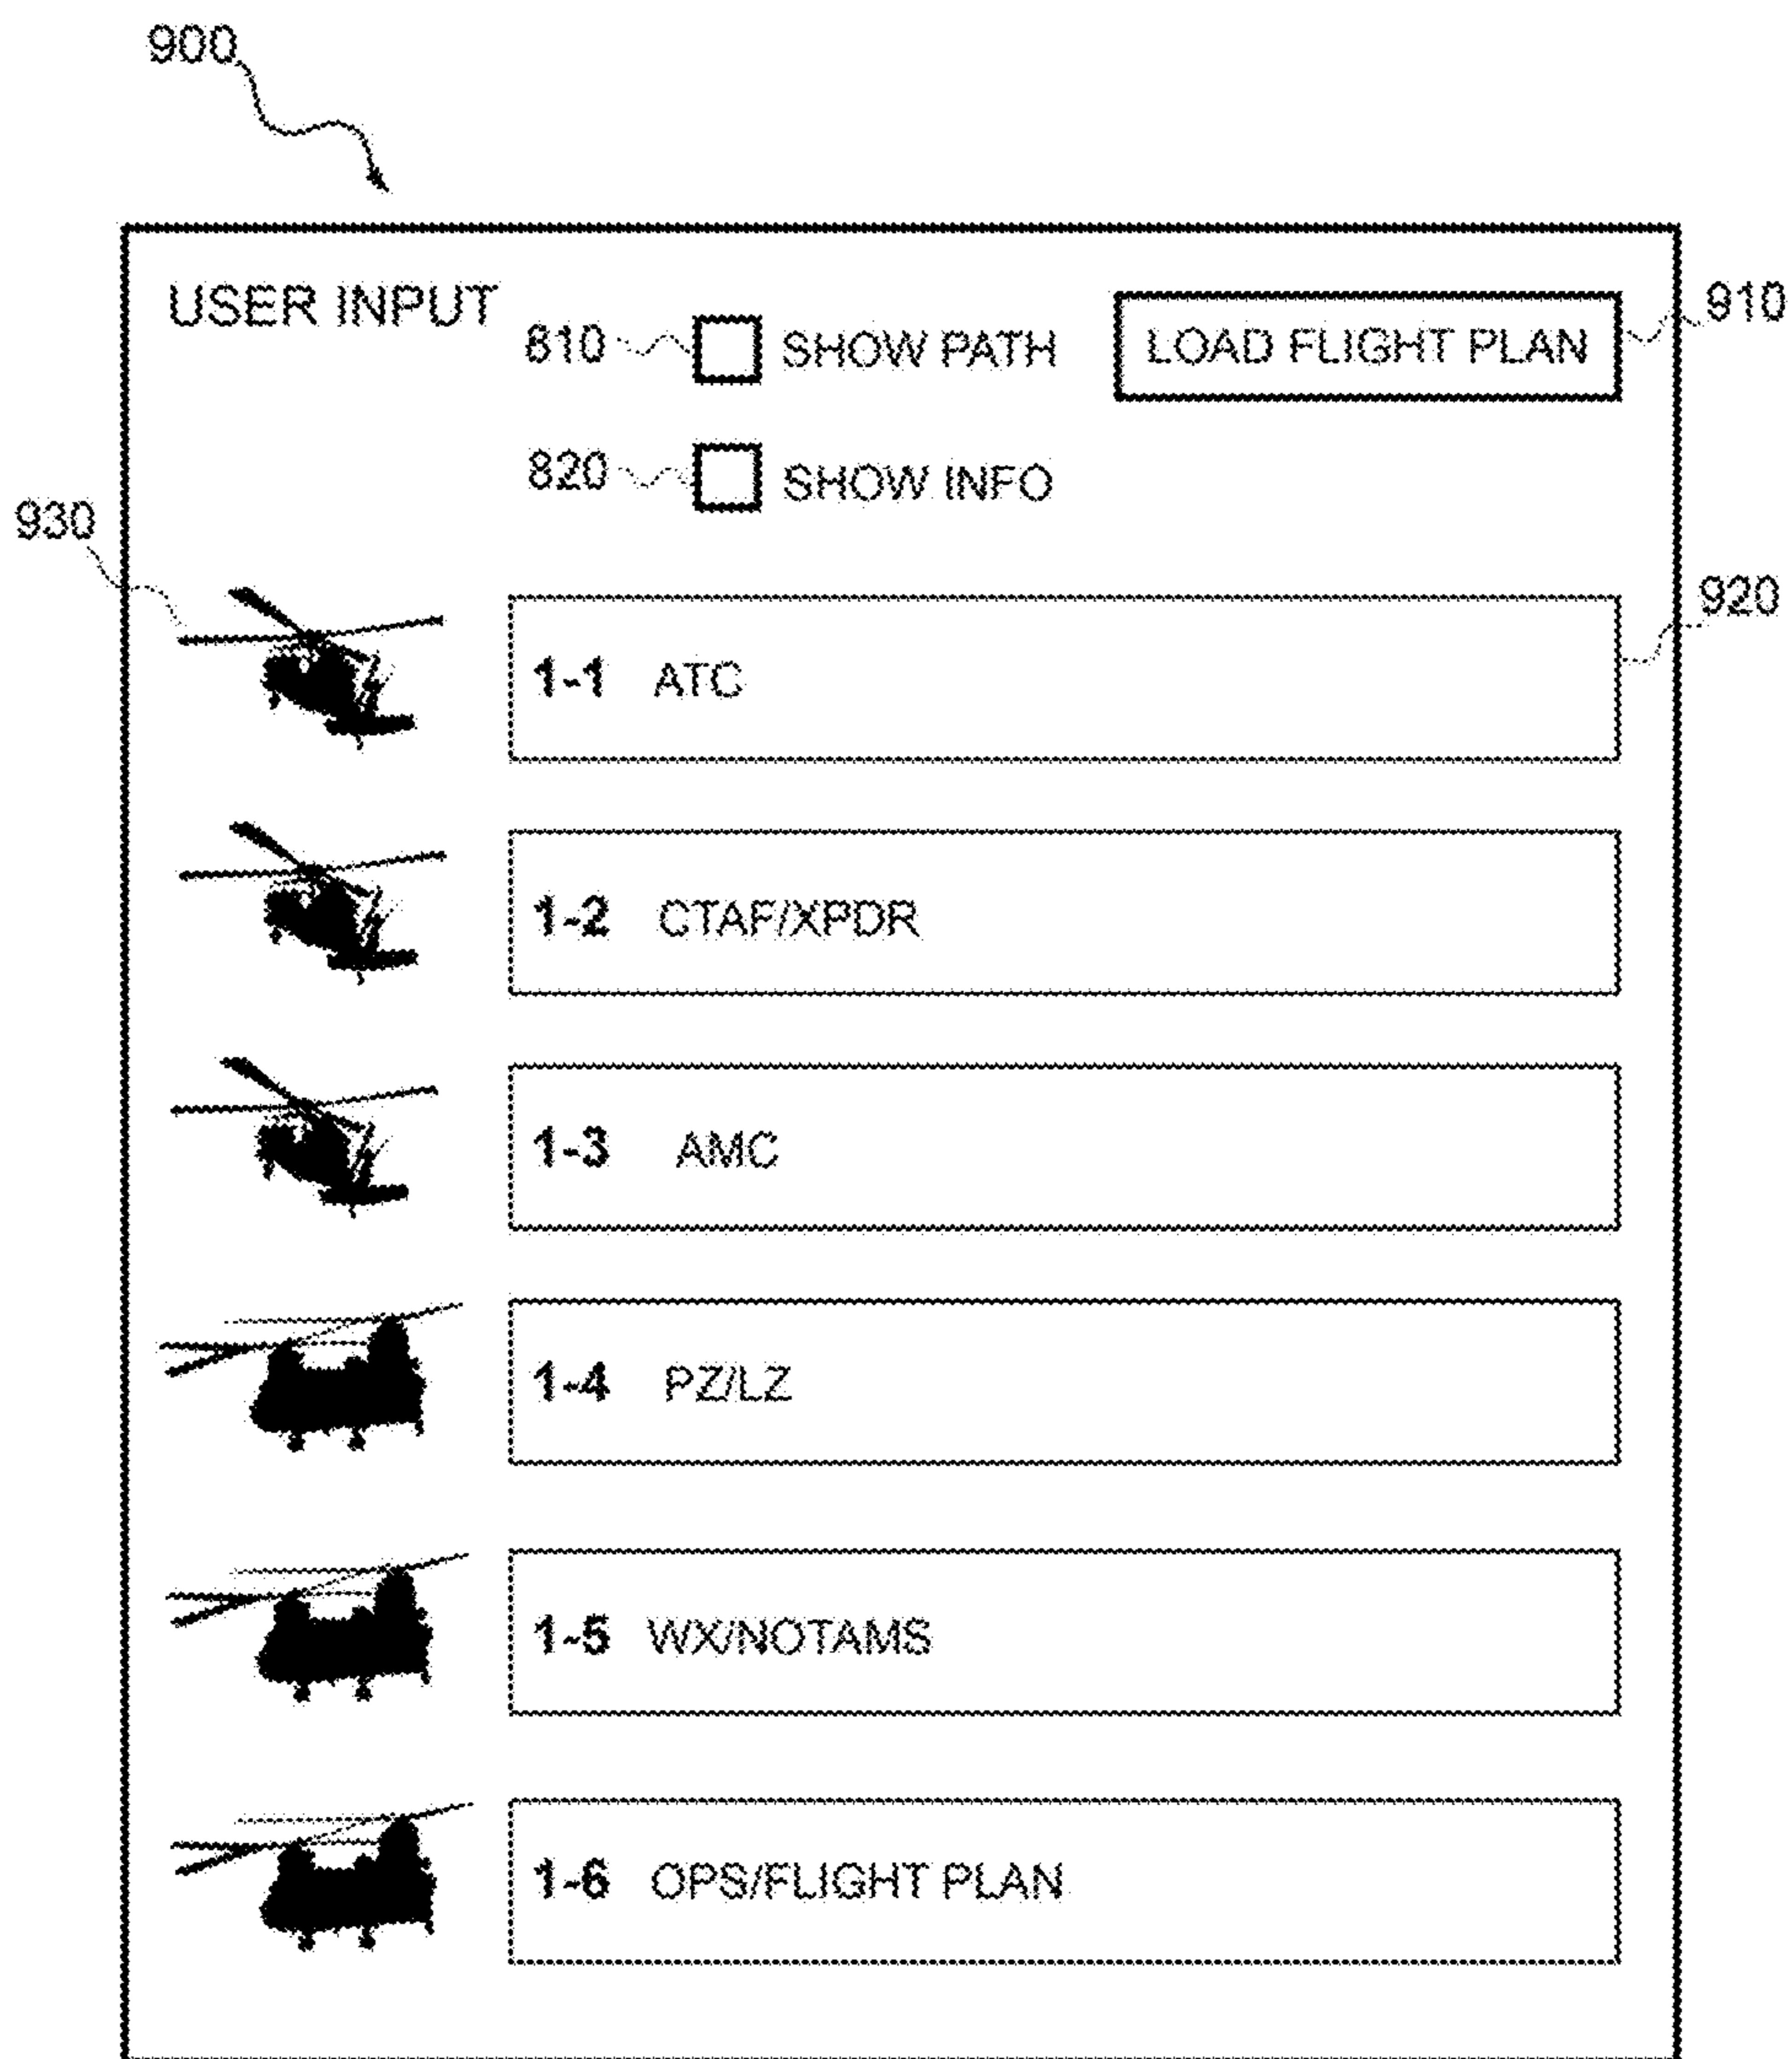 900
USER INPUT
810 SHOW PATH
LOAD FLIGHT PLAN
910
820 SHOW INFO
930
920
1-1 ATC
1-2 CTAF/XPDR
1-3 AMC
1-4 PZ/LZ
1-5 WX/NOTAMS
1-6 OPS/FLIGHT PLAN